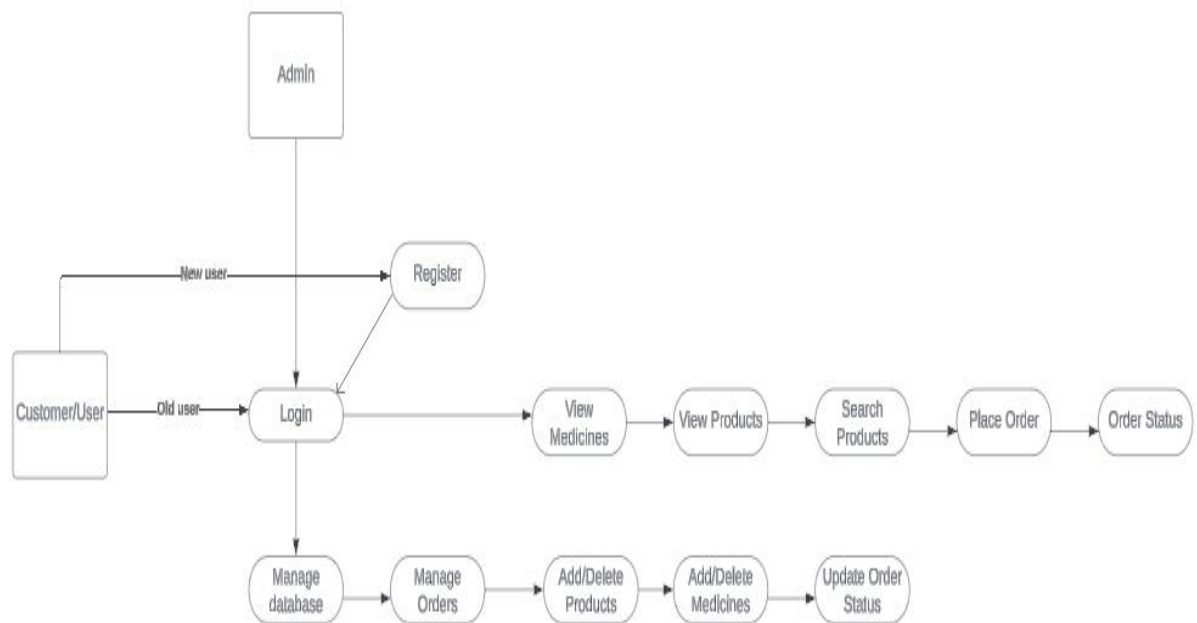 Admin
New user
Register
Customer/User
Old user
Login
View
Medicines
View Products
Search
Products
Place Order
Order Status
Manage
database
Manage
Orders
Add/Delete
Products
Add/Delete
Medicines
Update Order
Status